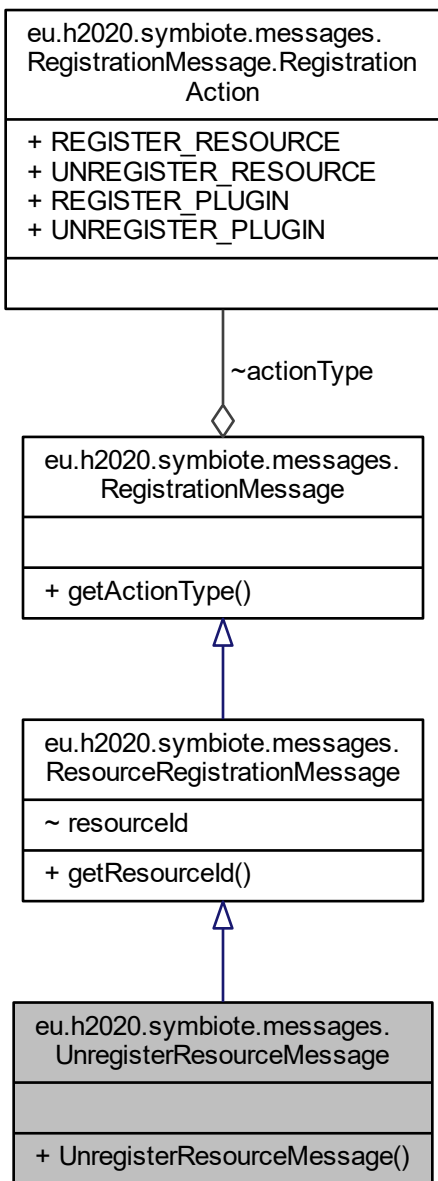 eu.h2020.symbiote.messages.
RegistrationMessage.Registration
Action
+ REGISTER_RESOURCE
+ UNREGISTER_RESOURCE
+ REGISTER_PLUGIN
+ UNREGISTER_PLUGIN
~actionType
eu.h2020.symbiote.messages.
RegistrationMessage
+ getActionType()
eu.h2020.symbiote.messages.
ResourceRegistrationMessage
~ resourceId
+ getResourceId()
eu.h2020.symbiote.messages.
UnregisterResourceMessage
+ UnregisterResourceMessage()